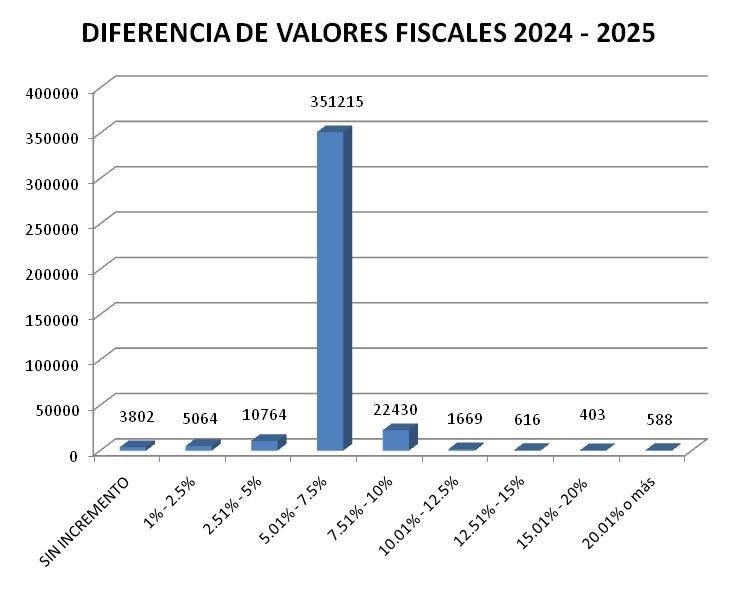 DIFERENCIA DE VALORES FISCALES 2024 - 2025
400000
350000
300000
250000
200000
150000
100000
50000
0
3802
5064
10764
351215
22430
1669
616
403
588
SIN INCREMENTO
1% - 2.5%
2.51% - 5%
5.01% - 7.5%
7.51% - 10%
10.01% - 12.5%
12.51% - 15%
15.01% - 20%
20.01% o más